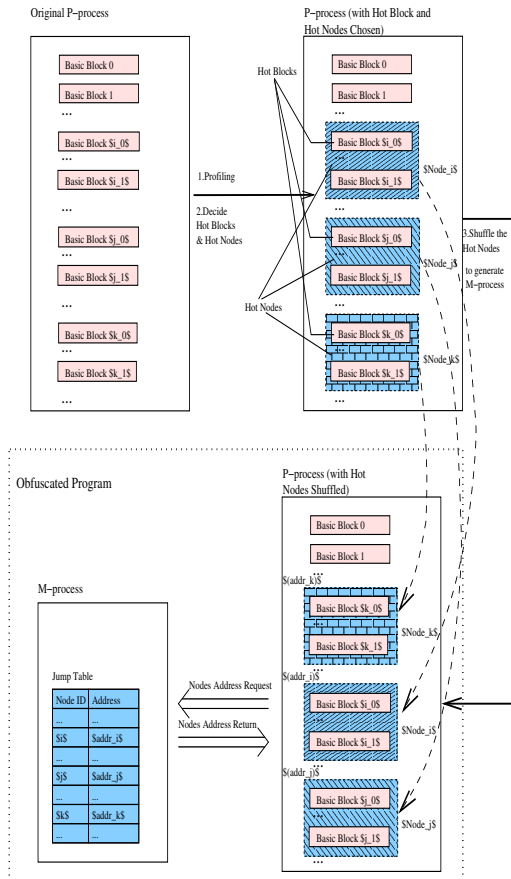 Original P−process
Basic Block 0
Basic Block 1
...
Basic Block $i_0$
...
Basic Block $i_1$
...
Basic Block $j_0$
...
Basic Block $j_1$
...
Basic Block $k_0$
...
Basic Block $k_1$
...
1.Profiling
2.Decide
Hot Blocks
& Hot Nodes
P−process (with Hot Block and
Hot Nodes Chosen)
Hot Blocks
Hot Nodes
Basic Block 0
Basic Block 1
...
Basic Block $i_0$
...
Basic Block $i_1$
$Node_i$
...
Basic Block $j_0$
...
Basic Block $j_1$
$Node_j$
...
Basic Block $k_0$
...
Basic Block $k_1$
$Node_k$
...
3.Shuffle the
Hot Nodes
to generate
M−process
Obfuscated Program
M−process
Jump Table
Node ID Address
... ...
$i$ $addr_i$
... ...
$j$ $addr_j$
... ...
$k$ $addr_k$
... ...
Nodes Address Request
Nodes Address Return
P−process (with Hot
Nodes Shuffled)
Basic Block 0
Basic Block 1
...
$(addr_k)$
Basic Block $k_0$
...
Basic Block $k_1$
$Node_k$
...
$(addr_i)$
Basic Block $i_0$
...
Basic Block $i_1$
$Node_i$
...
$(addr_j)$
Basic Block $j_0$
...
Basic Block $j_1$
$Node_j$
...